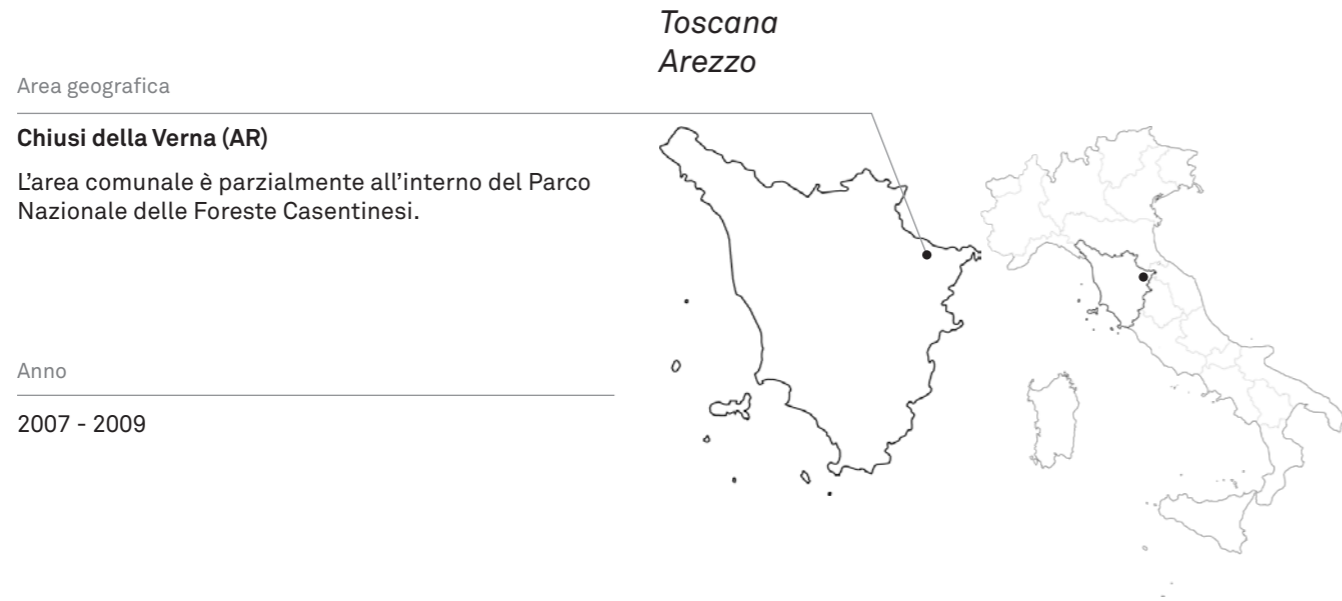 Toscana
Arezzo
Area geografica
Chiusi della Verna (AR)
L’area comunale è parzialmente all’interno del Parco
Nazionale delle Foreste Casentinesi.
Anno
2007 - 2009